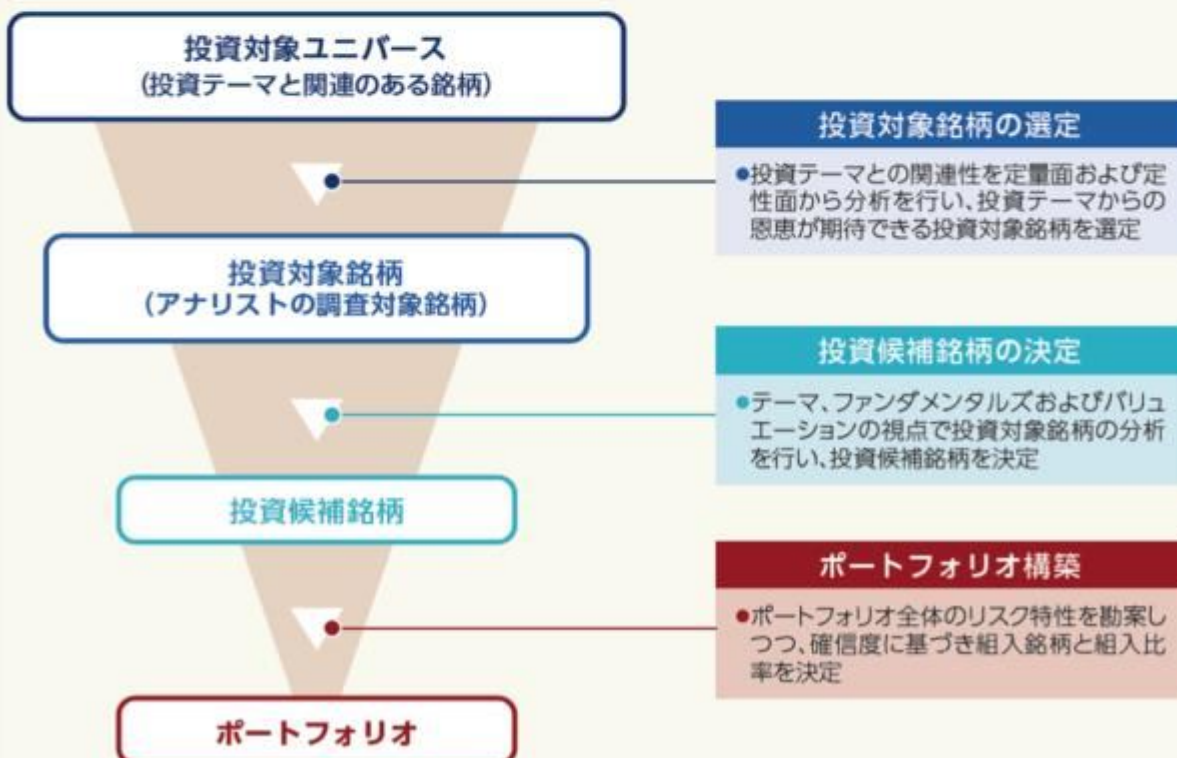 投資対象ユニバース
(投資テーマと関連のある銘柄)
投資対象銘柄の選定
●投資テーマとの関連性を定量面および定
性面から分析を行い、投資テーマからの
恩恵が期待できる投資対象銘柄を選定
投資対象銘柄
(アナリストの調査対象銘柄)
投資候補銘柄の決定
●テーマ、ファンダメンタルズおよびバリュ
エーションの視点で投資対象銘柄の分析
を行い、投資候補銘柄を決定
投資候補銘柄
ポートフォリオ構築
●ポートフォリオ全体のリスク特性を勘案し
つつ、確信度に基づき組入銘柄と組入比
率を決定
ポートフォリオ